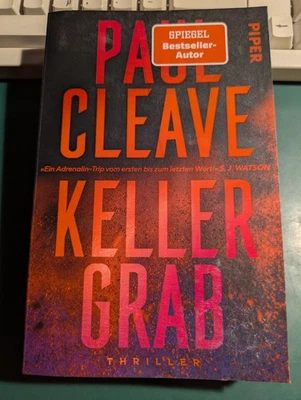 PAUL
SPIEGEL
Bestseller-
Autor
PIPER
CLEAVE
»Ein Adrenalin-Trip vom ersten bis zum letzten Wort!« S. J. WATSON
KELLER
GRAB
THRILLER